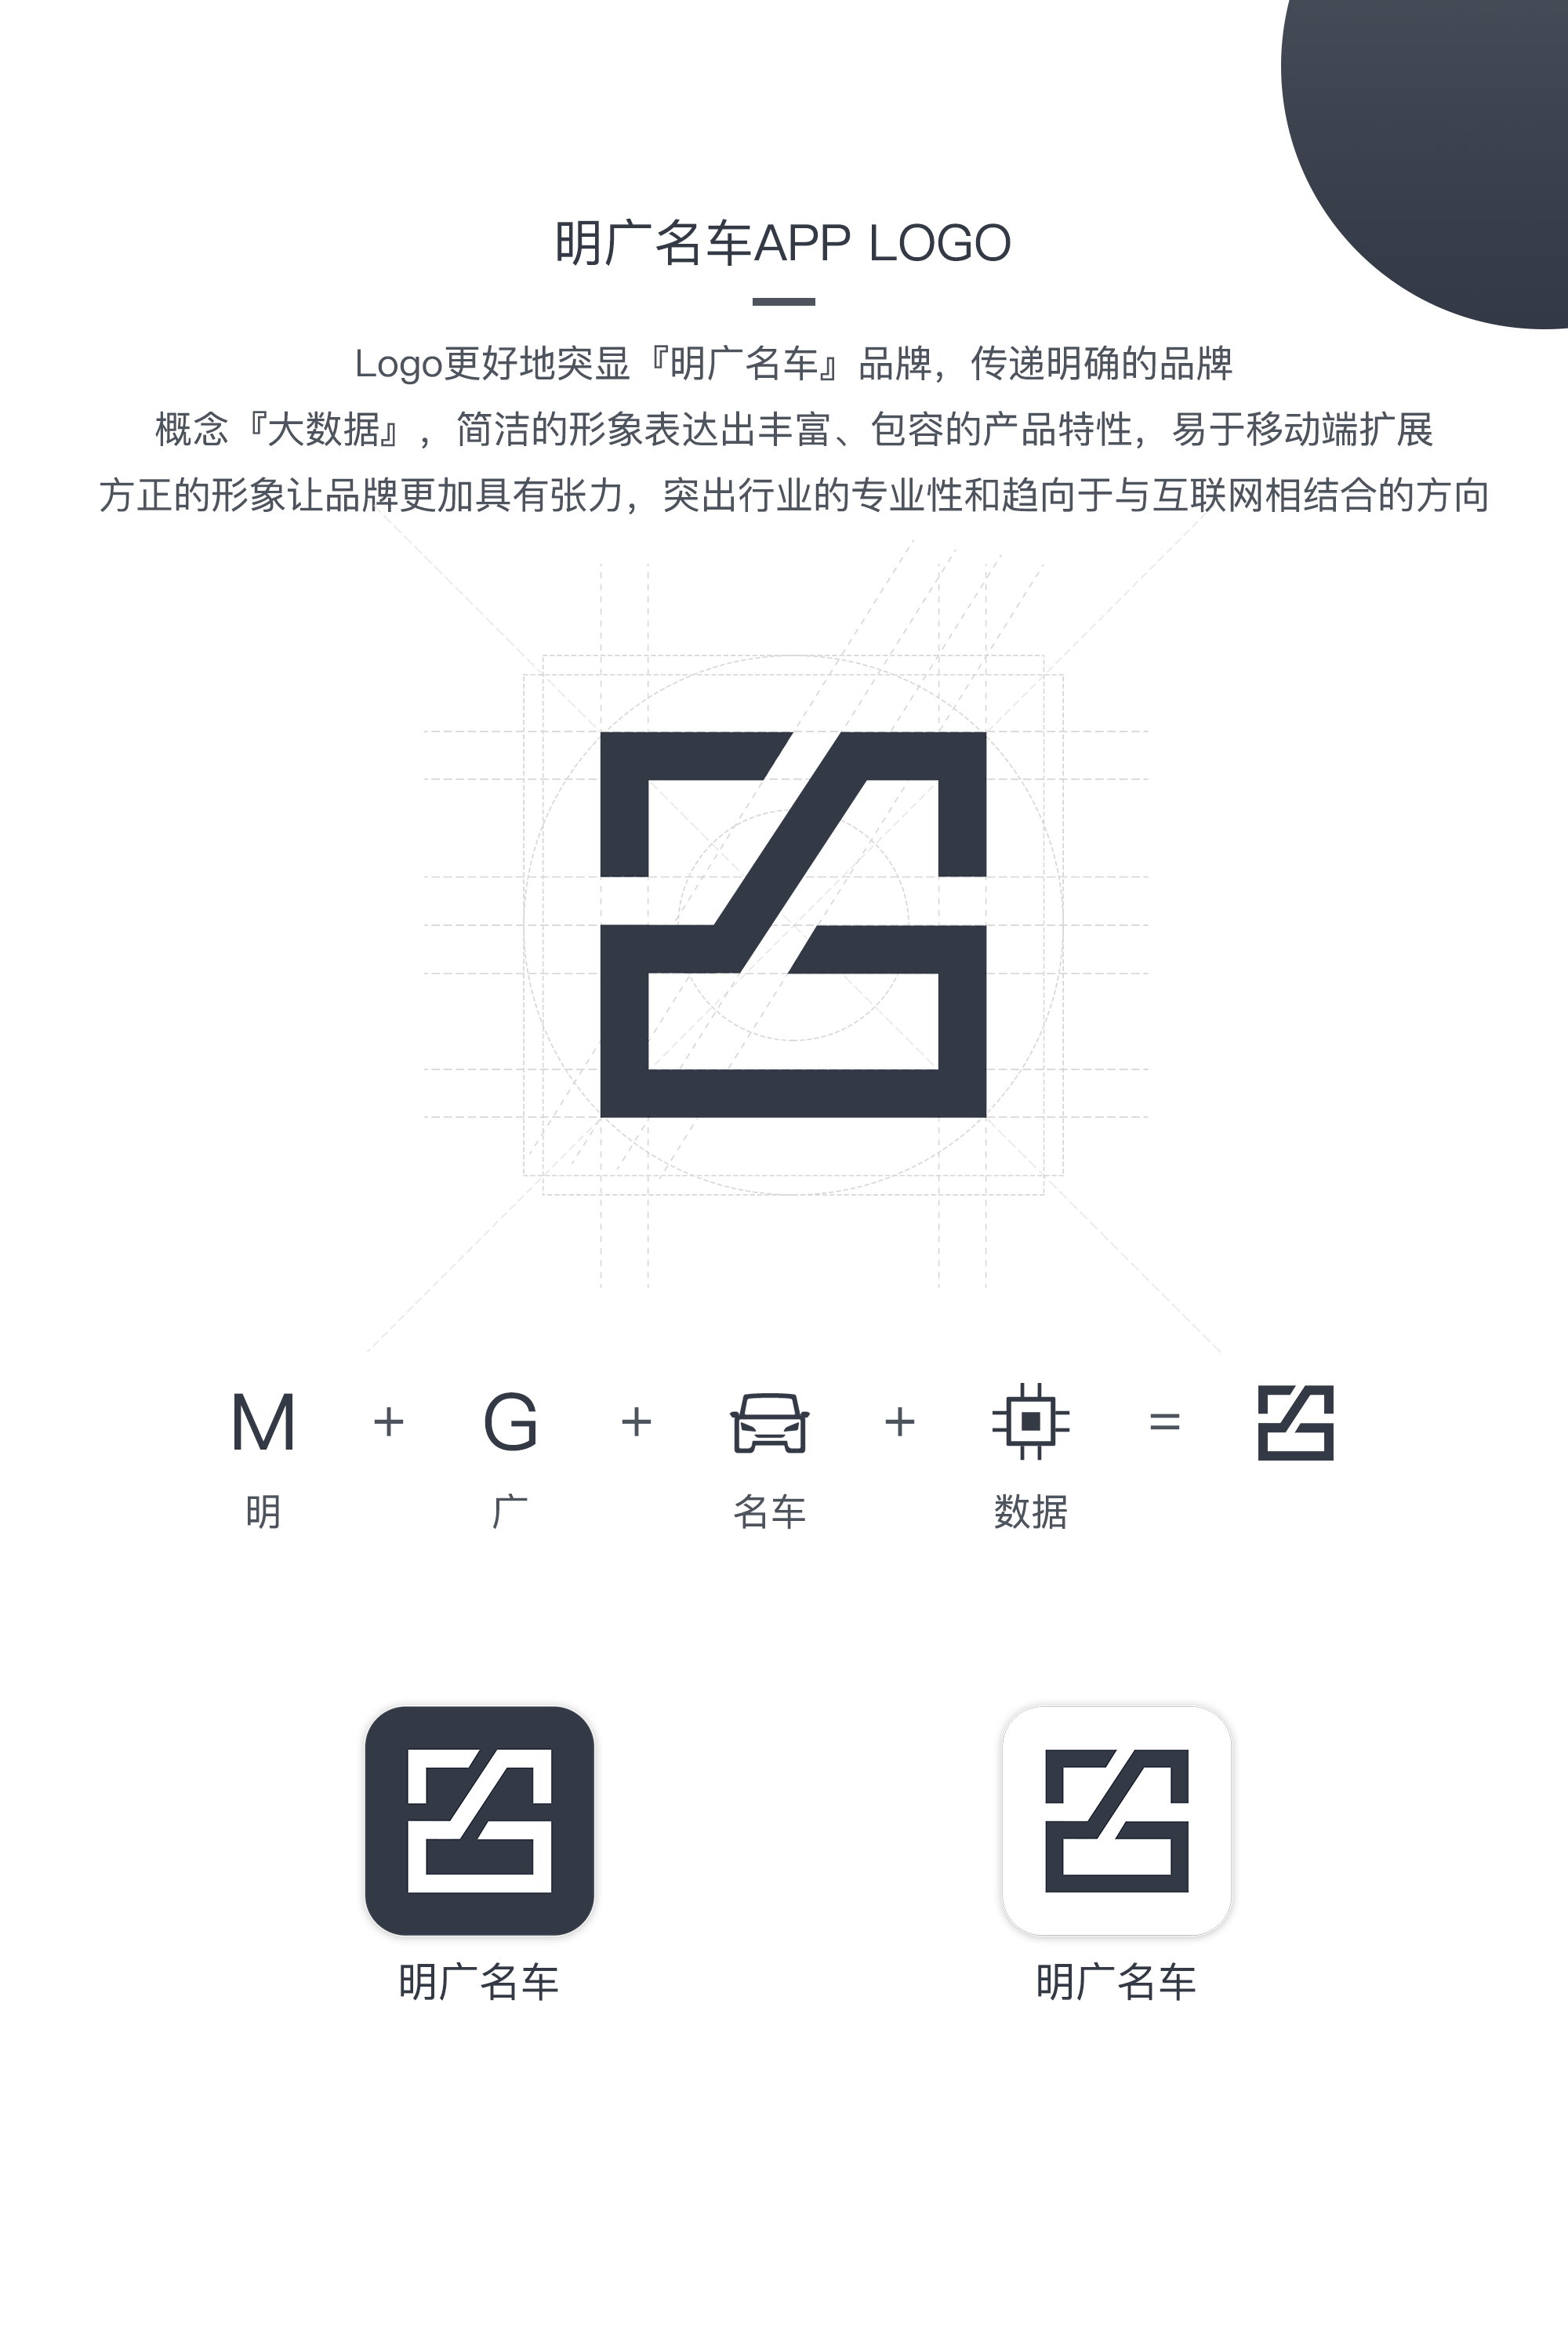 明广名车APP LOGO
Logo更好地突显『明广名车』品牌，传递明确的品牌
概念『大数据』，简洁的形象表达出丰富、包容的产品特性，易于移动端扩展
方正的形象让品牌更加具有张力，突出行业的专业性和趋向于与互联网相结合的方向
M + G + + =
明 广 名车 数据
明广名车 明广名车